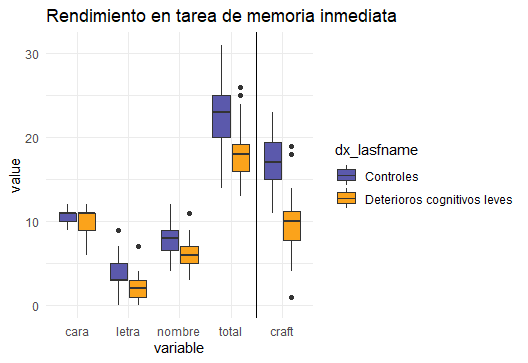 Rendimiento en tarea de memoria inmediata
value
30
20
10
0
cara letra nombre total craft
variable
dx_lasfname
Controles
Deterioros cognitivos leves